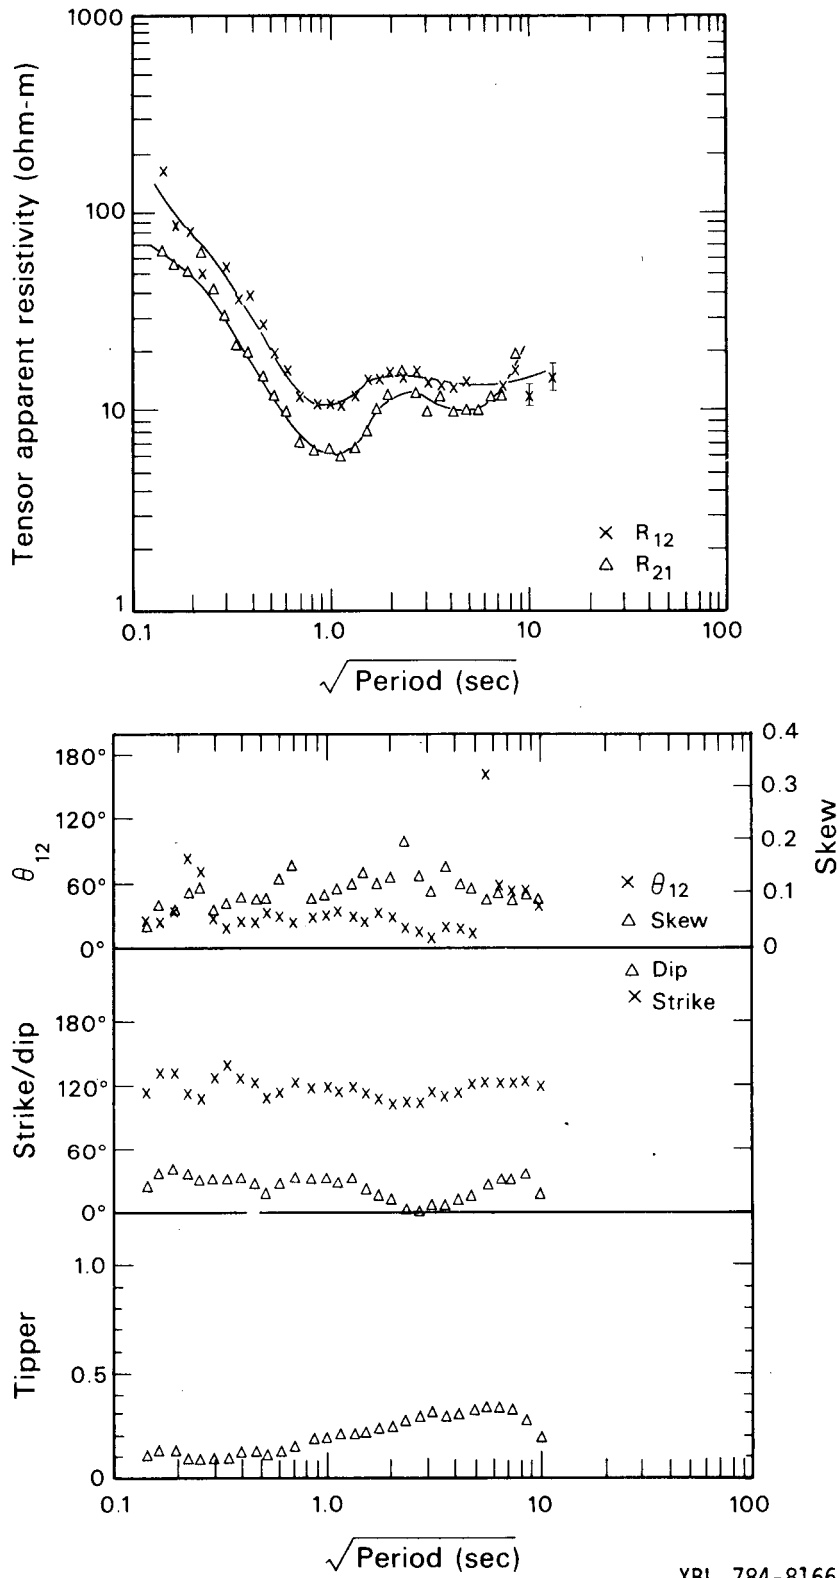 Tensor apparent resistivity (ohm-m)
1000
100
10
1
0.1
1.0
10
100
× R12
△ R21
√Period (sec)
θ12
180°
120°
60°
0°
0.4
0.3
0.2
0.1
0
Skew
× θ12
△ Skew
Strike/dip
180°
120°
60°
0°
△ Dip
× Strike
Tipper
1.0
0.5
0
0.1
1.0
10
100
√Period (sec)
XBL 784-8166